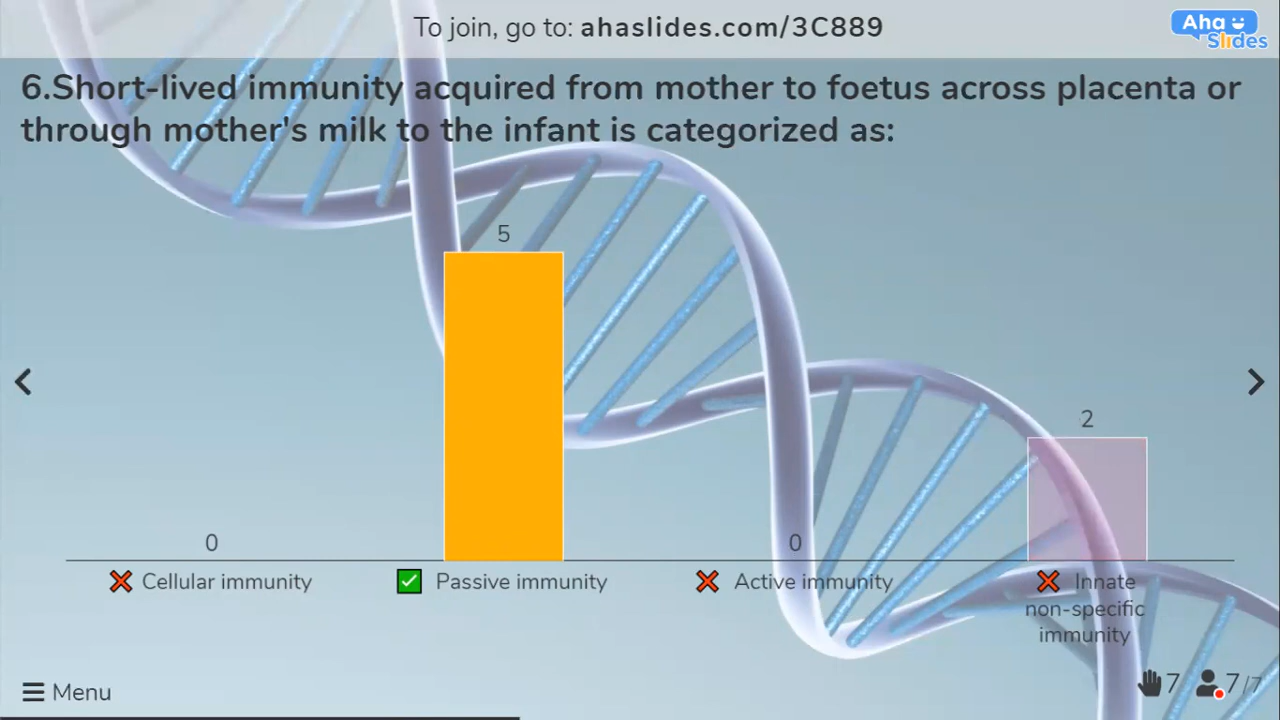 To join, go to: ahaslides.com/3C889
Aha
Slides
6.Short-lived immunity acquired from mother to foetus across placenta or
through mother's milk to the infant is categorized as:
5
2
0
0
Cellular immunity
Passive immunity
Active immunity
Innate
non-specific
immunity
Menu
7
7/7